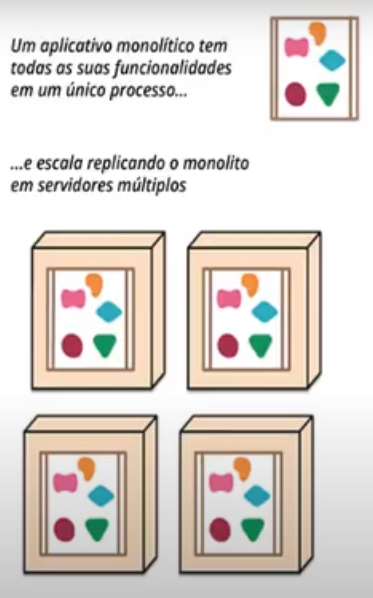 Um aplicativo monolítico tem
todas as suas funcionalidades
em um único processo...
...e escala replicando o monolito
em servidores múltiplos